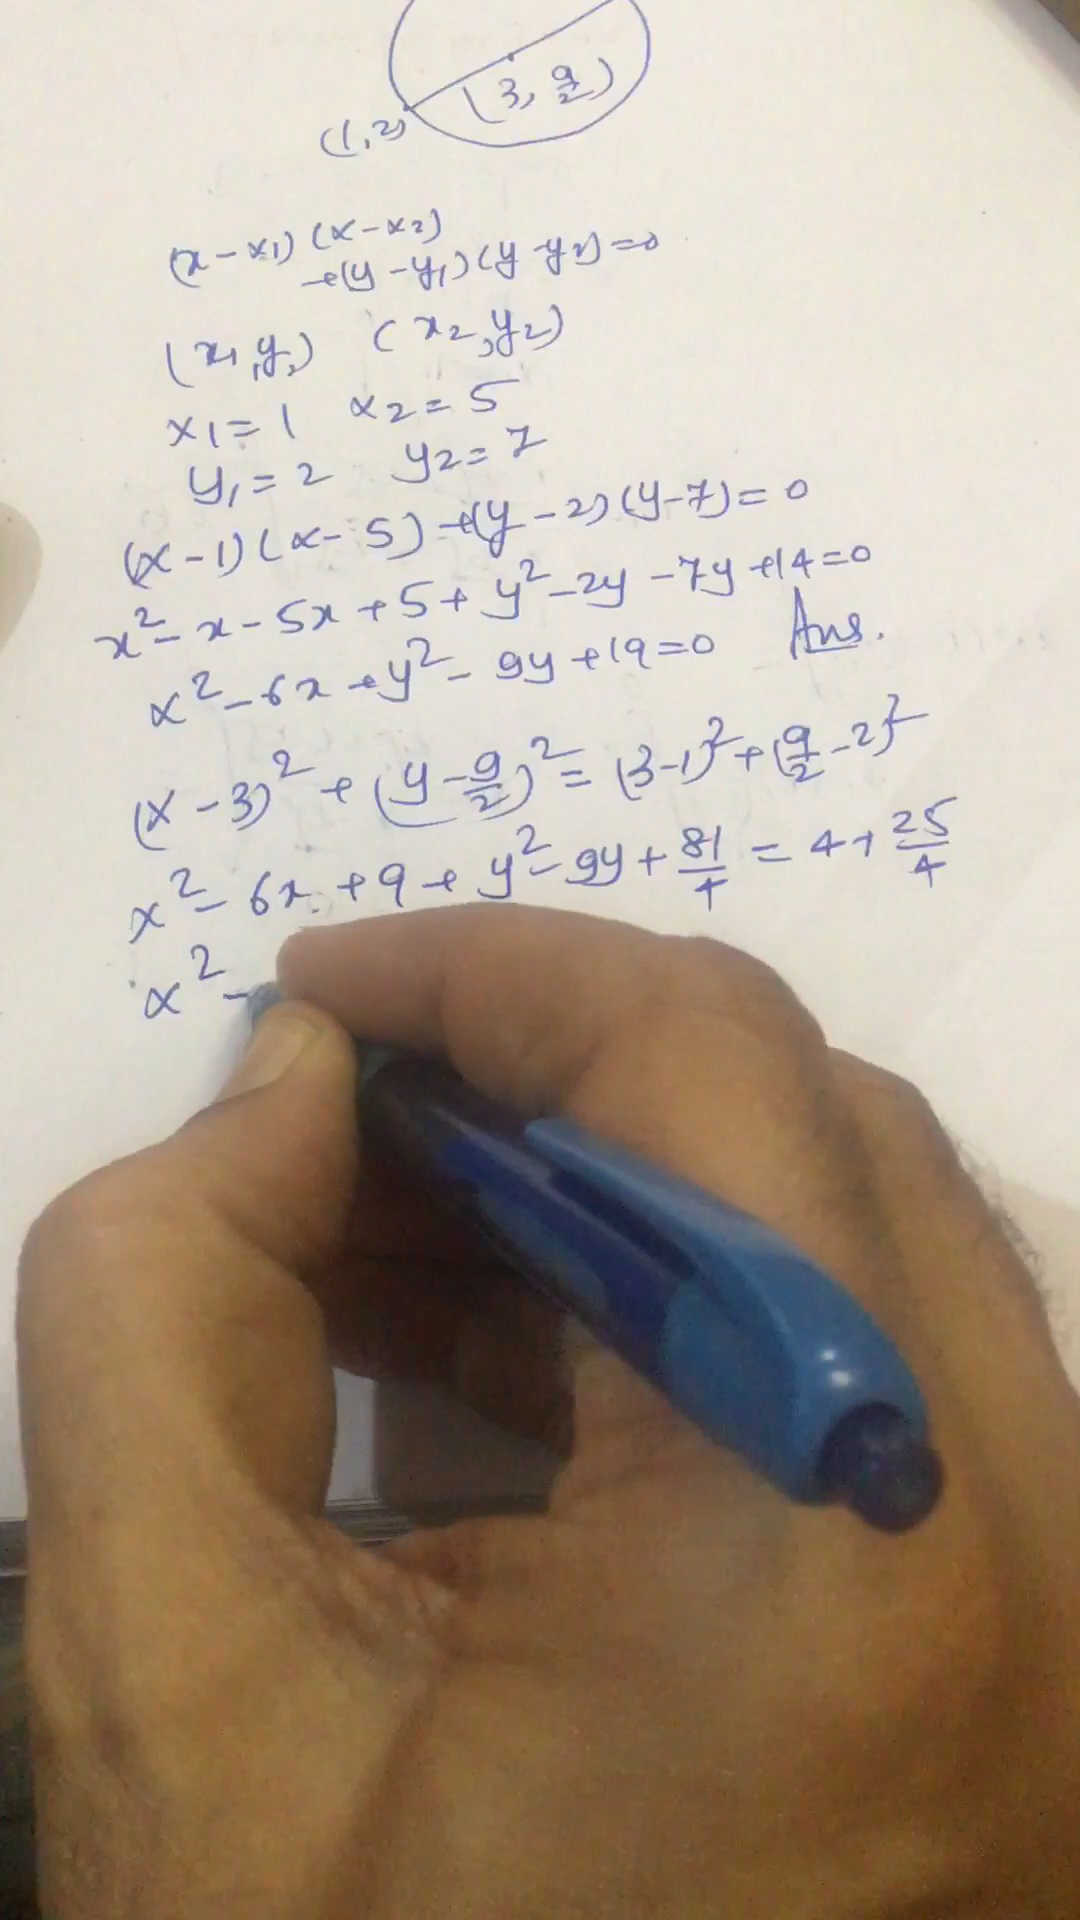 (3, 9/2)
(1,2)
(x-x₁) (x-x₂)
+(y-y₁)(y-y₂)=0
(x₁,y₁) (x₂,y₂)
x₁=1 x₂=5
y₁=2 y₂=7
(x-1)(x-5)+(y-2)(y-7)=0
x²-x-5x+5+y²-2y-7y+14=0
x²-6x+y²-9y+19=0 Ans.
(x-3)²+(y-9/2)²=(3-1)²+(9/2-2)²
x²-6x+9+y²-9y+81/4=4+25/4
x²-